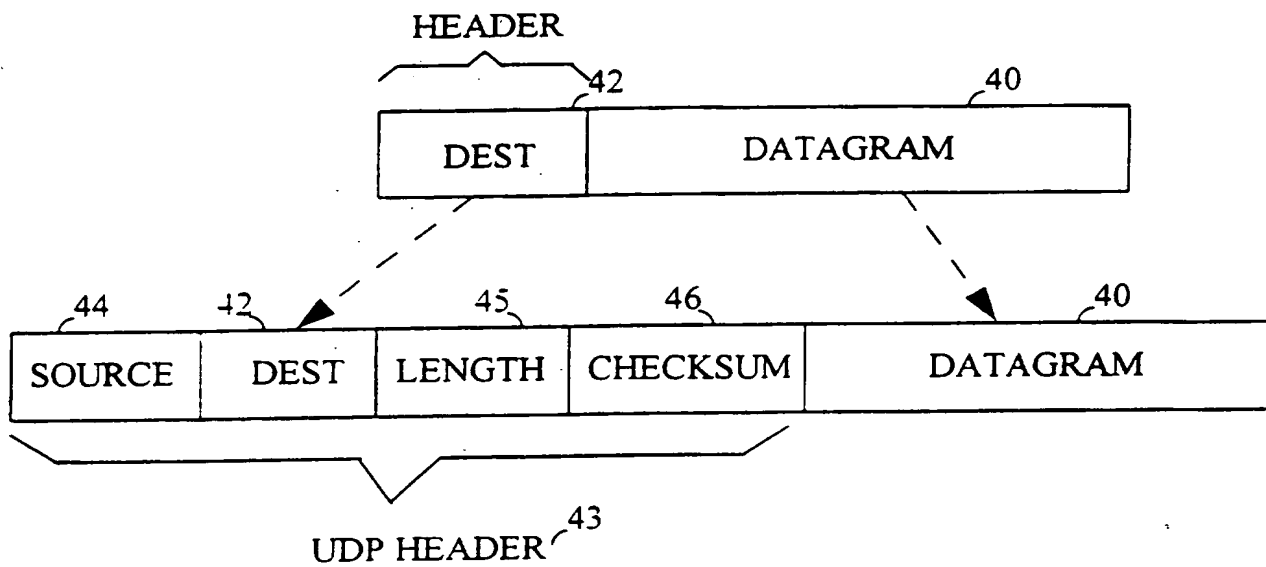 HEADER
42 40
DEST DATAGRAM
44 42 45 46 40
SOURCE DEST LENGTH CHECKSUM DATAGRAM
UDP HEADER 43